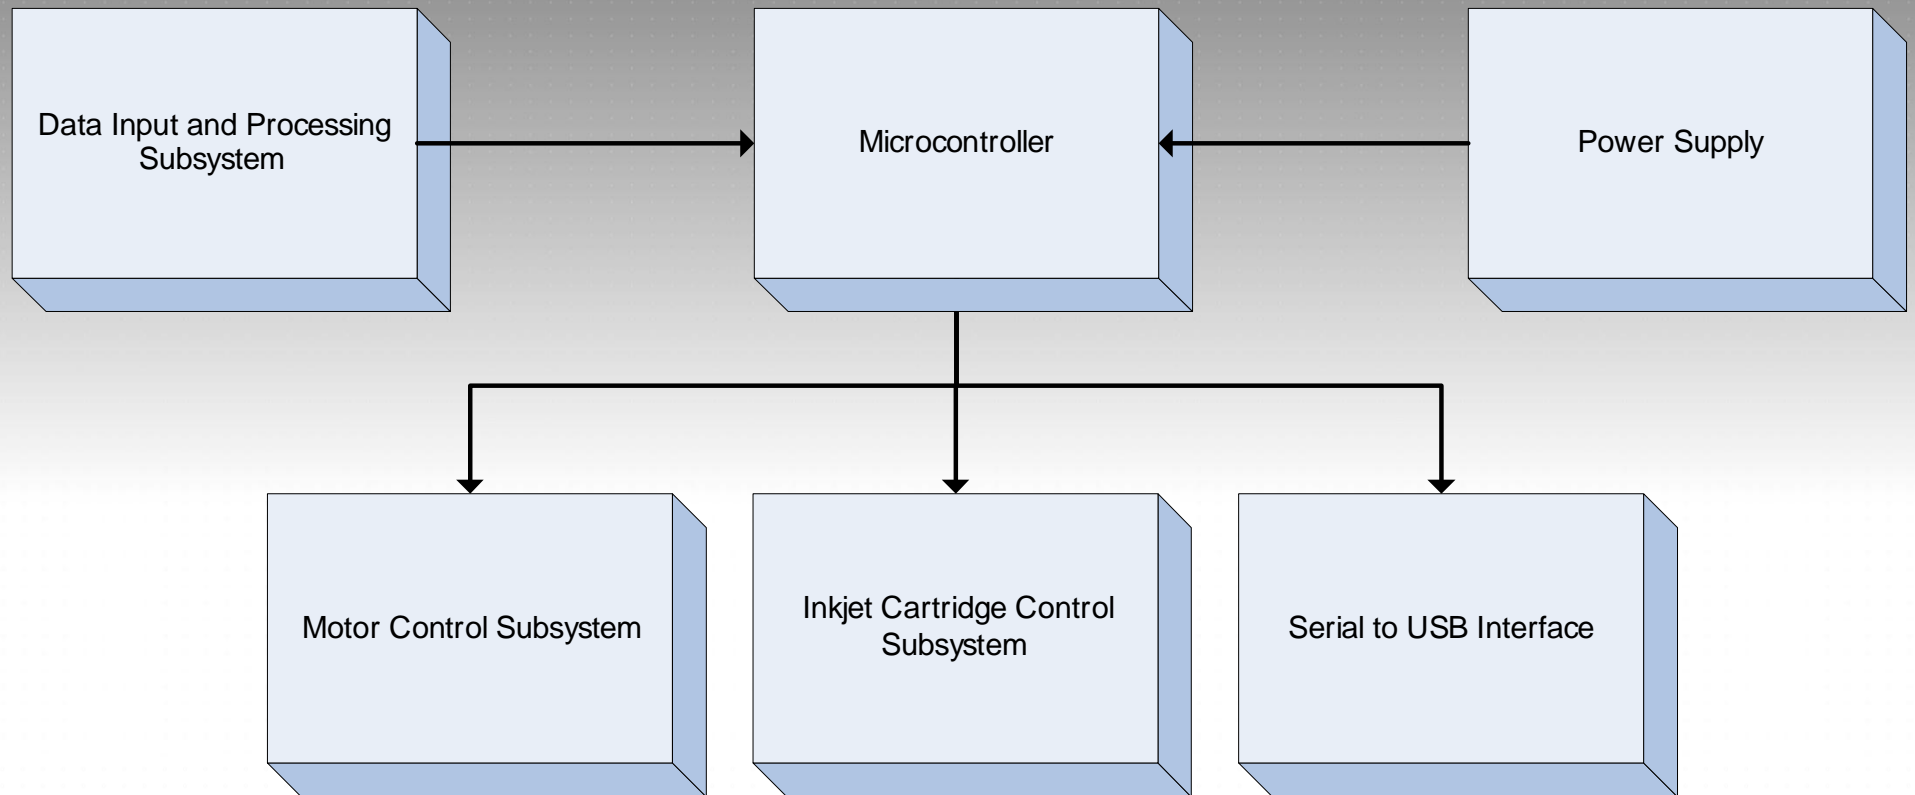 Data Input and Processing
Subsystem
Microcontroller
Power Supply
Motor Control Subsystem
Inkjet Cartridge Control
Subsystem
Serial to USB Interface